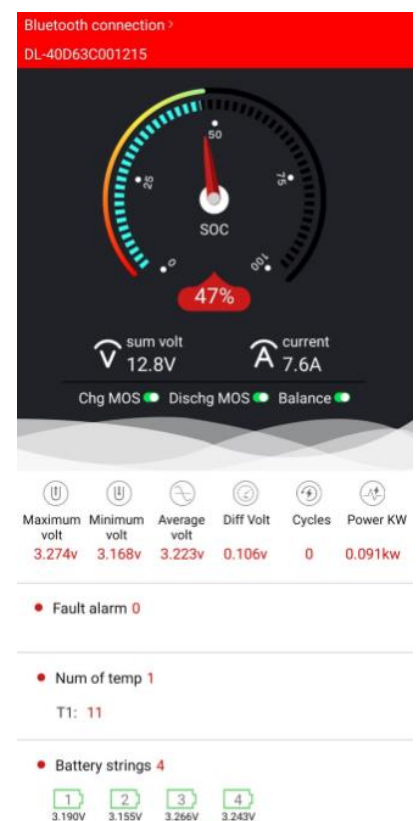 Bluetooth connection >
DL-40D63C001215
50
25
75
0
100
SOC
47%
sum volt
V 12.8V
current
A 7.6A
Chg MOS Dischg MOS Balance
Maximum volt
3.274v
Minimum volt
3.168v
Average volt
3.223v
Diff Volt
0.106v
Cycles
0
Power KW
0.091kw
Fault alarm 0
Num of temp 1
T1: 11
Battery strings 4
1 2 3 4
3.190V 3.155V 3.266V 3.243V